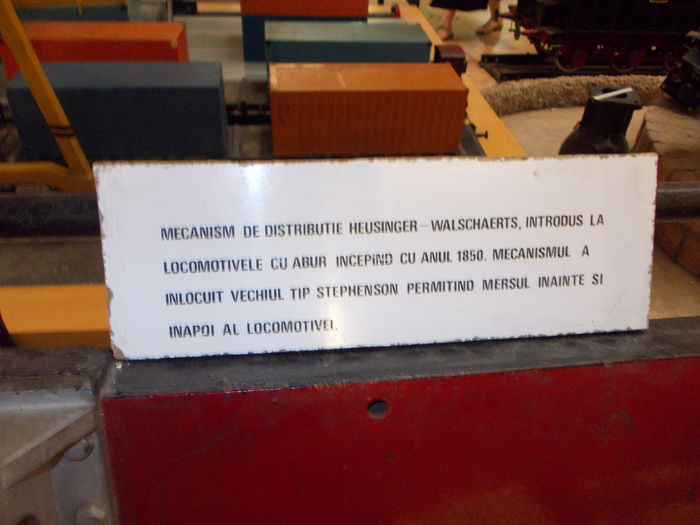 MECANISM DE DISTRIBUTIE HEUSINGER – WALSCHAERTS, INTRODUS LA
LOCOMOTIVELE CU ABUR INCEPIND CU ANUL 1850. MECANISMUL A
INLOCUIT VECHIUL TIP STEPHENSON PERMITIND MERSUL INAINTE SI
INAPOI AL LOCOMOTIVEI.